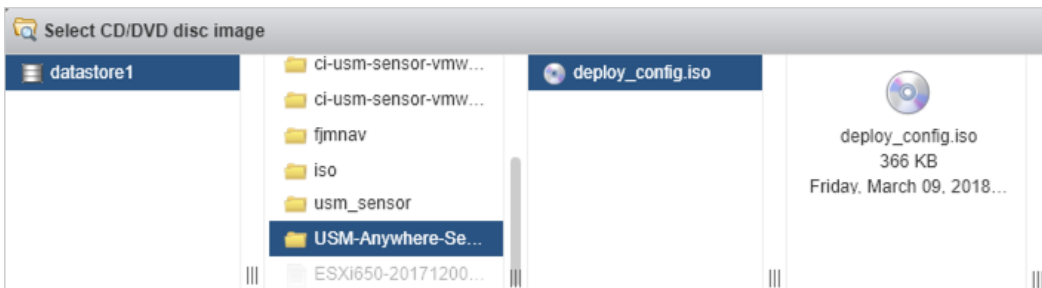 Select CD/DVD disc image
datastore1
ci-usm-sensor-vmw...
ci-usm-sensor-vmw...
fjmnav
iso
usm_sensor
USM-Anywhere-Se...
ESXi650-20171200...
deploy_config.iso
deploy_config.iso
366 KB
Friday, March 09, 2018...